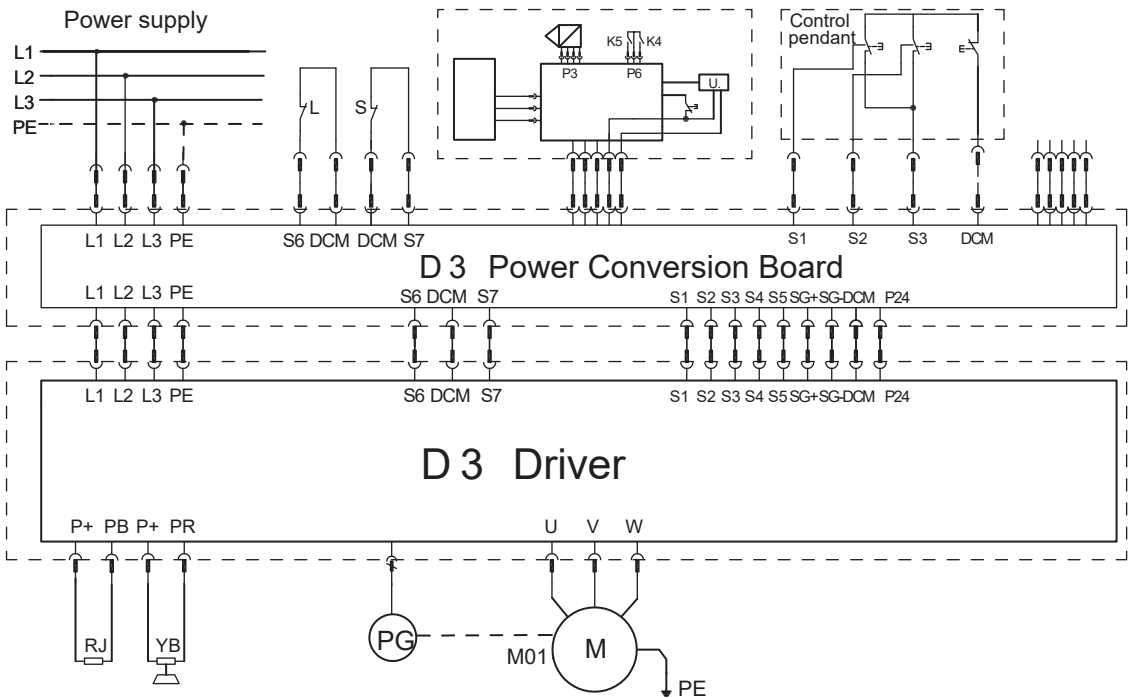 Power supply
L1
L2
L3
PE
L
S
P3
K5
K4
P6
U.
Control
pendant
L1 L2 L3 PE
S6 DCM DCM S7
S1 S2 S3 DCM
D 3 Power Conversion Board
L1 L2 L3 PE
S6 DCM S7
S1 S2 S3 S4 S5 SG+ SG- DCM P24
L1 L2 L3 PE
S6 DCM S7
S1 S2 S3 S4 S5 SG+ SG- DCM P24
D 3 Driver
P+ PB P+ PR
U V W
RJ
YB
PG
M01
M
PE